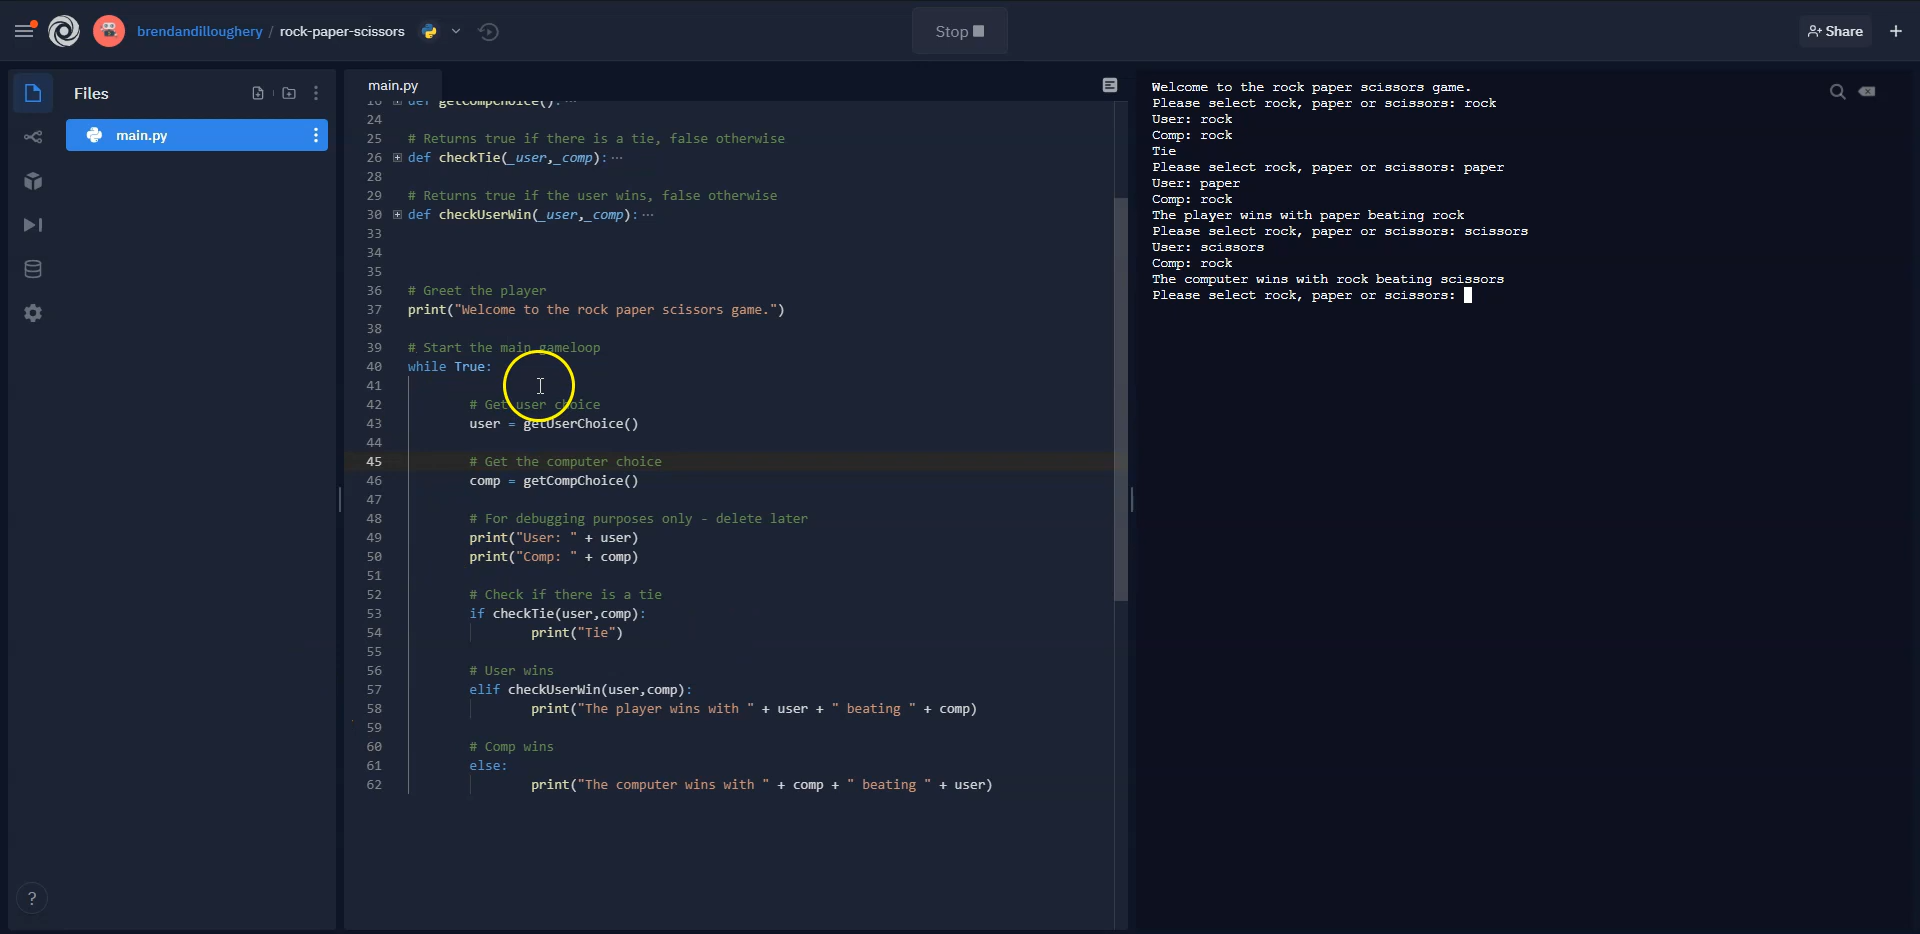 brendandilloughery / rock-paper-scissors
Stop
Share
Files
main.py
main.py
24
25 # Returns true if there is a tie, false otherwise
26 def checkTie(_user,_comp):···
28
29 # Returns true if the user wins, false otherwise
30 def checkUserWin(_user,_comp):···
33
34
35
36 # Greet the player
37 print("Welcome to the rock paper scissors game.")
38
39 # Start the main gameloop
40 while True:
41
42 # Get user choice
43 user = getUserChoice()
44
45 # Get the computer choice
46 comp = getCompChoice()
47
48 # For debugging purposes only - delete later
49 print("User: " + user)
50 print("Comp: " + comp)
51
52 # Check if there is a tie
53 if checkTie(user,comp):
54 print("Tie")
55
56 # User wins
57 elif checkUserWin(user,comp):
58 print("The player wins with " + user + " beating " + comp)
59
60 # Comp wins
61 else:
62 print("The computer wins with " + comp + " beating " + user)
Welcome to the rock paper scissors game.
Please select rock, paper or scissors: rock
User: rock
Comp: rock
Tie
Please select rock, paper or scissors: paper
User: paper
Comp: rock
The player wins with paper beating rock
Please select rock, paper or scissors: scissors
User: scissors
Comp: rock
The computer wins with rock beating scissors
Please select rock, paper or scissors:
?